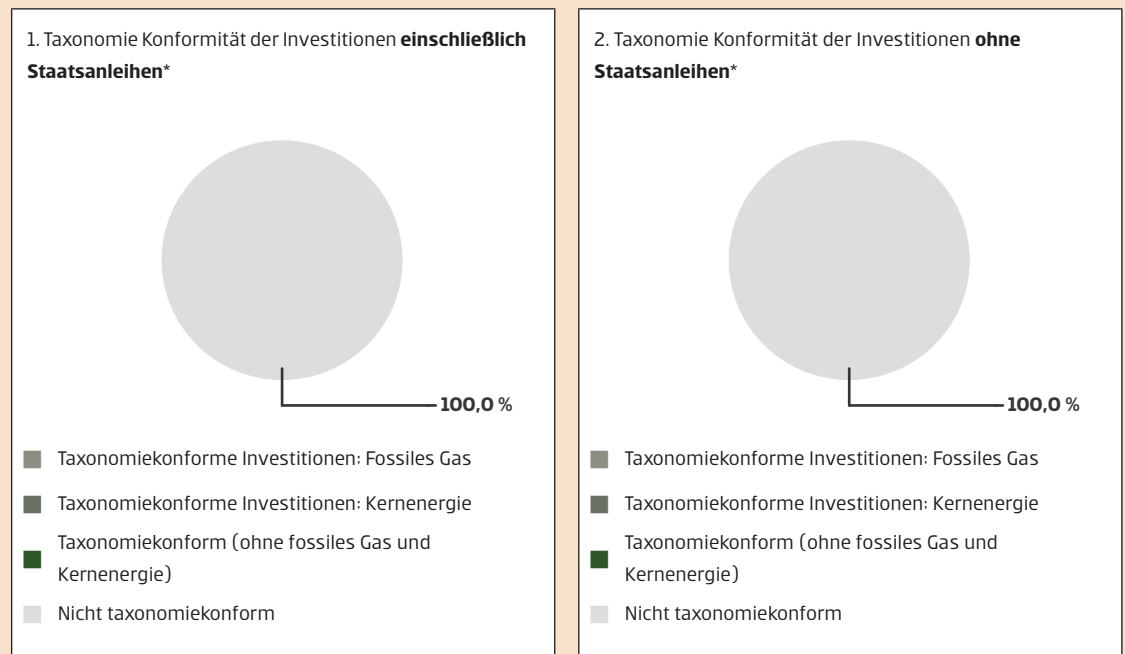 1. Taxonomie Konformität der Investitionen einschließlich
Staatsanleihen*
100,0 %
Taxonomiekonforme Investitionen: Fossiles Gas
Taxonomiekonforme Investitionen: Kernenergie
Taxonomiekonform (ohne fossiles Gas und
Kernenergie)
Nicht taxonomiekonform
2. Taxonomie Konformität der Investitionen ohne
Staatsanleihen*
100,0 %
Taxonomiekonforme Investitionen: Fossiles Gas
Taxonomiekonforme Investitionen: Kernenergie
Taxonomiekonform (ohne fossiles Gas und
Kernenergie)
Nicht taxonomiekonform